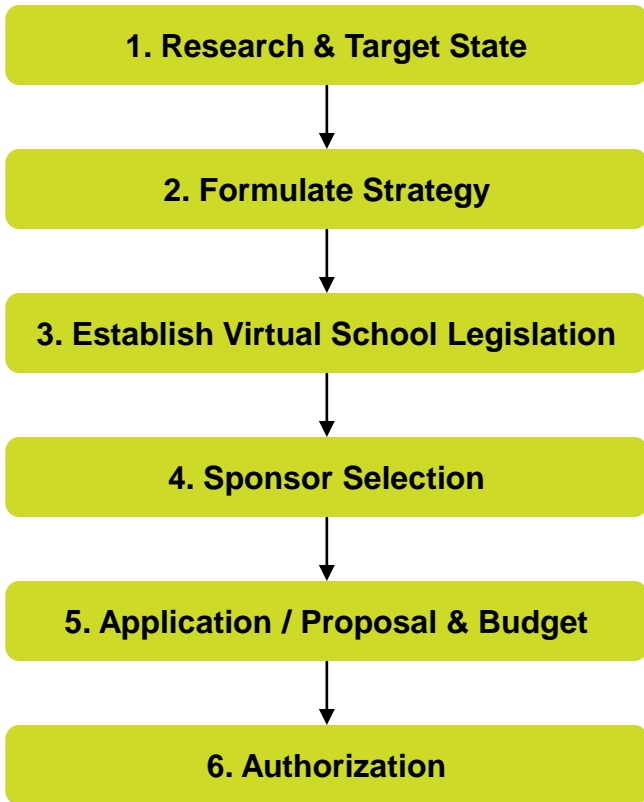 1. Research & Target State
2. Formulate Strategy
3. Establish Virtual School Legislation
4. Sponsor Selection
5. Application / Proposal & Budget
6. Authorization